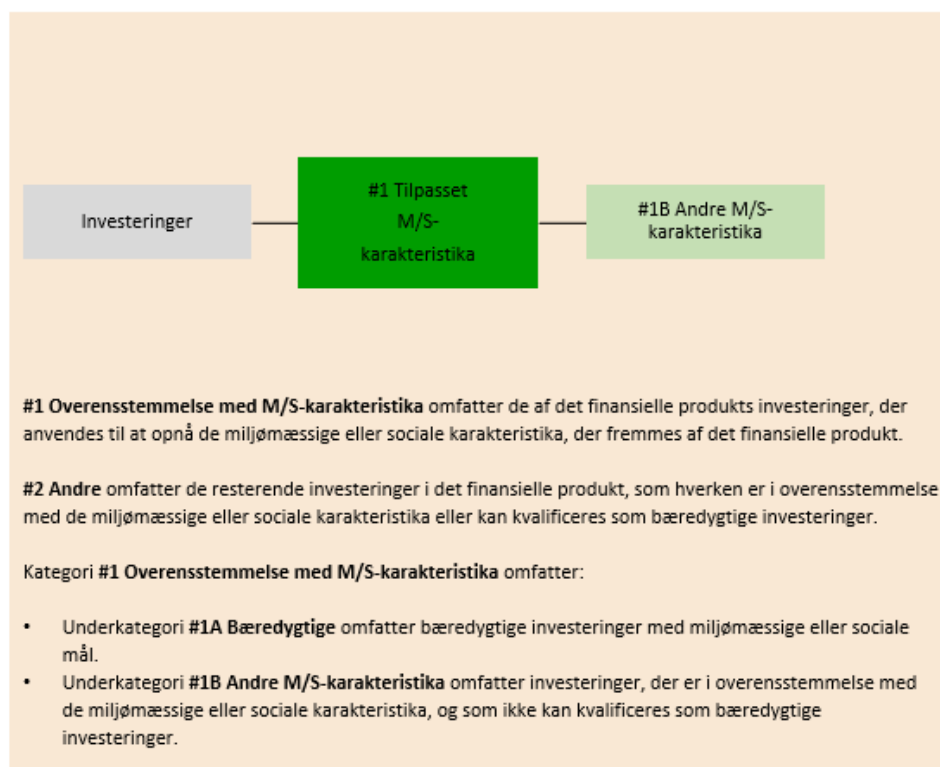 #1 Tilpasset
M/S-
karakteristika
Investeringer
#1B Andre M/S-
karakteristika
#1 Overensstemmelse med M/S-karakteristika omfatter de af det finansielle produkts investeringer, der
anvendes til at opnå de miljømæssige eller sociale karakteristika, der fremmes af det finansielle produkt.
#2 Andre omfatter de resterende investeringer i det finansielle produkt, som hverken er i overensstemmelse
med de miljømæssige eller sociale karakteristika eller kan kvalificeres som bæredygtige investeringer.
Kategori #1 Overensstemmelse med M/S-karakteristika omfatter:
• Underkategori #1A Bæredygtige omfatter bæredygtige investeringer med miljømæssige eller sociale
mål.
• Underkategori #1B Andre M/S-karakteristika omfatter investeringer, der er i overensstemmelse med
de miljømæssige eller sociale karakteristika, og som ikke kan kvalificeres som bæredygtige
investeringer.